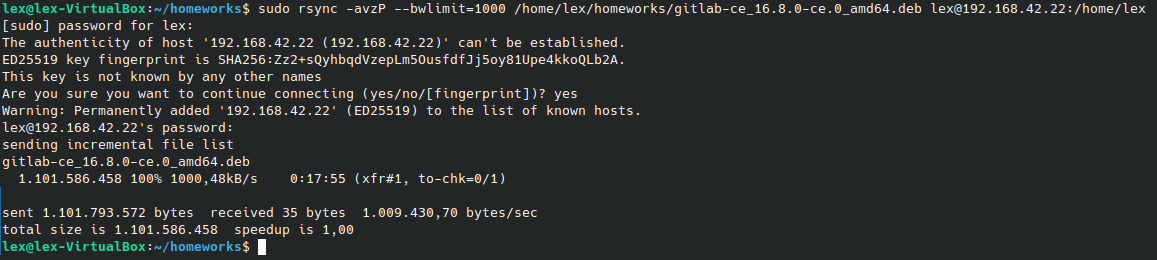 lex@lex-VirtualBox:~/homeworks$ sudo rsync -avzP --bwlimit=1000 /home/lex/homeworks/gitlab-ce_16.8.0-ce.0_amd64.deb lex@192.168.42.22:/home/lex
[sudo] password for lex:
The authenticity of host '192.168.42.22 (192.168.42.22)' can't be established.
ED25519 key fingerprint is SHA256:Zz2+sQyhbqdVzepLm5OusfdfJj5oy81Upe4kkoQLb2A.
This key is not known by any other names
Are you sure you want to continue connecting (yes/no/[fingerprint])? yes
Warning: Permanently added '192.168.42.22' (ED25519) to the list of known hosts.
lex@192.168.42.22's password:
sending incremental file list
gitlab-ce_16.8.0-ce.0_amd64.deb
  1.101.586.458 100% 1000,48kB/s    0:17:55 (xfr#1, to-chk=0/1)
sent 1.101.793.572 bytes  received 35 bytes  1.009.430,70 bytes/sec
total size is 1.101.586.458  speedup is 1,00
lex@lex-VirtualBox:~/homeworks$